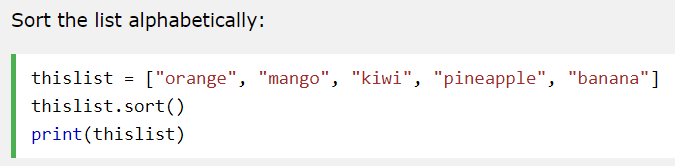 Sort the list alphabetically:
thislist = ["orange", "mango", "kiwi", "pineapple", "banana"]
thislist.sort()
print(thislist)